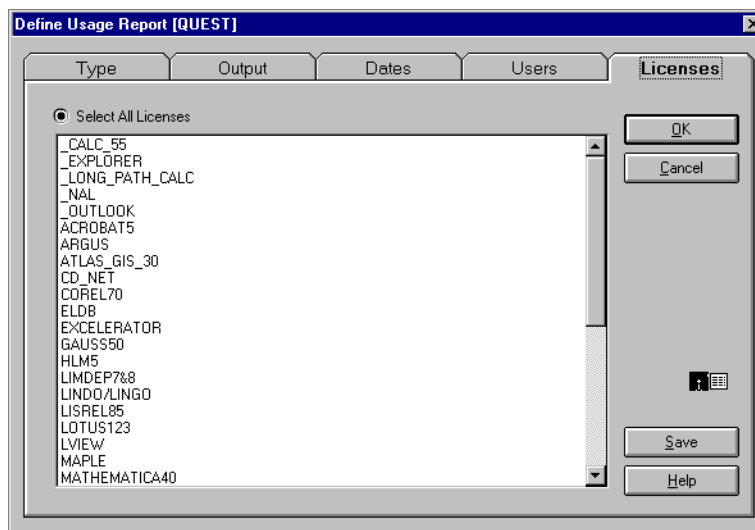 Define Usage Report [QUEST]
Type Output Dates Users Licenses
Select All Licenses
_CALC_55
_EXPLORER
_LONG_PATH_CALC
_NAL
_OUTLOOK
ACROBAT5
ARGUS
ATLAS_GIS_30
CD_NET
COREL70
ELDB
EXCELERATOR
GAUSS50
HLM5
LIMDEP7&8
LINDO/LINGO
LISREL85
LOTUS123
LVIEW
MAPLE
MATHEMATICA40
OK
Cancel
Save
Help